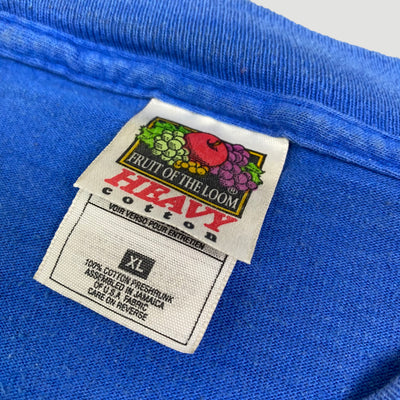 FRUIT OF THE LOOM®
HEAVY
cotton
VOIR VERSO POUR ENTRETIEN
XL
100% COTTON PRESHRUNK
ASSEMBLED IN JAMAICA
OF U.S.A. FABRIC
CARE ON REVERSE